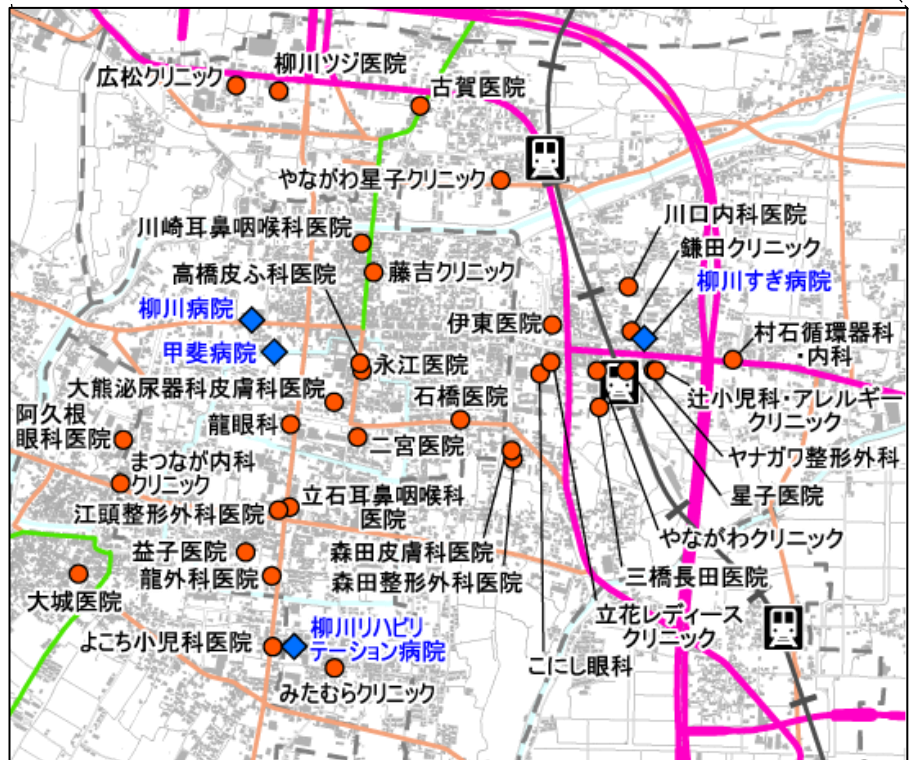 柳川ツジ医院
広松クリニック
古賀医院
やながわ星子クリニック
川口内科医院
川崎耳鼻咽喉科医院
鎌田クリニック
高橋皮ふ科医院
藤吉クリニック
柳川すぎ病院
柳川病院
伊東医院
村石循環器科
・内科
甲斐病院
永江医院
大熊泌尿器科皮膚科医院
石橋医院
辻小児科・アレルギー
クリニック
阿久根
眼科医院
龍眼科
二宮医院
ヤナガワ整形外科
まつなが内科
クリニック
立石耳鼻咽喉科
医院
星子医院
江頭整形外科医院
やながわクリニック
益子医院
森田皮膚科医院
龍外科医院
森田整形外科医院
三橋長田医院
大城医院
立花レディース
クリニック
柳川リハビリ
テーション病院
よこち小児科医院
こにし眼科
みたむらクリニック